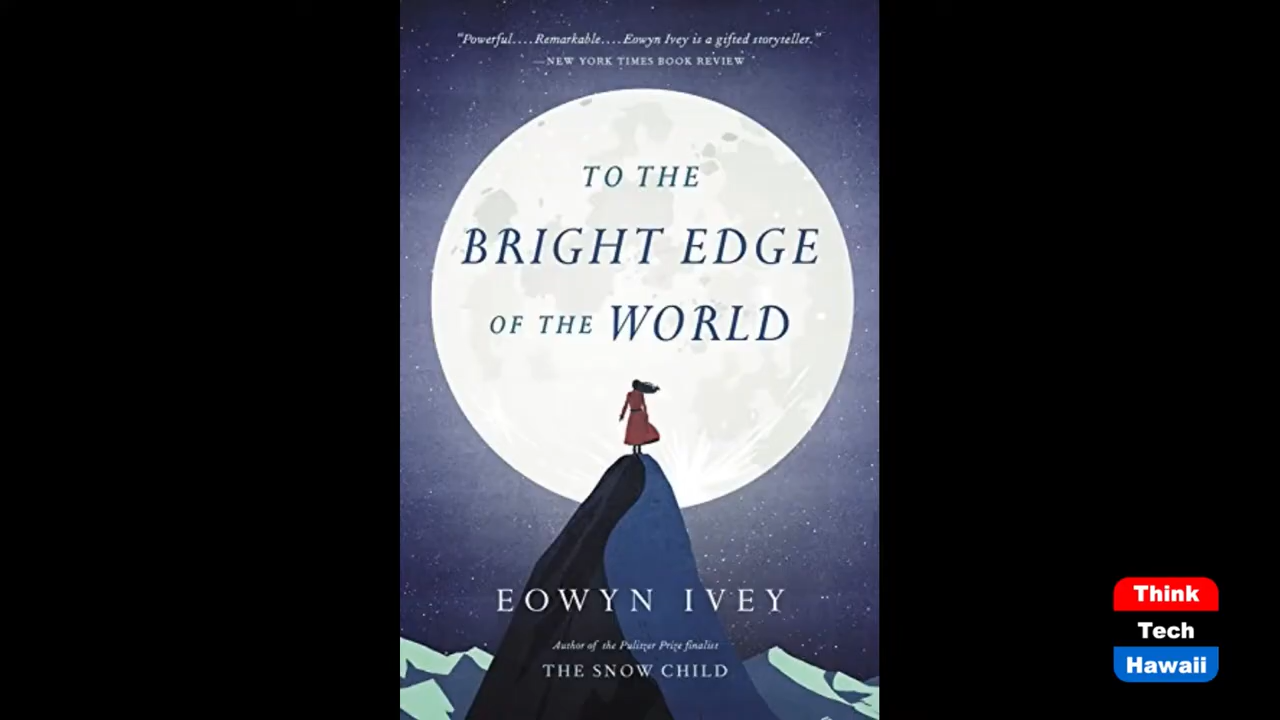 “Powerful....Remarkable....Eowyn Ivey is a gifted storyteller.”
—NEW YORK TIMES BOOK REVIEW
TO THE
BRIGHT EDGE
OF THE WORLD
EOWYN IVEY
Author of the Pulitzer Prize finalist
THE SNOW CHILD
Think
Tech
Hawaii